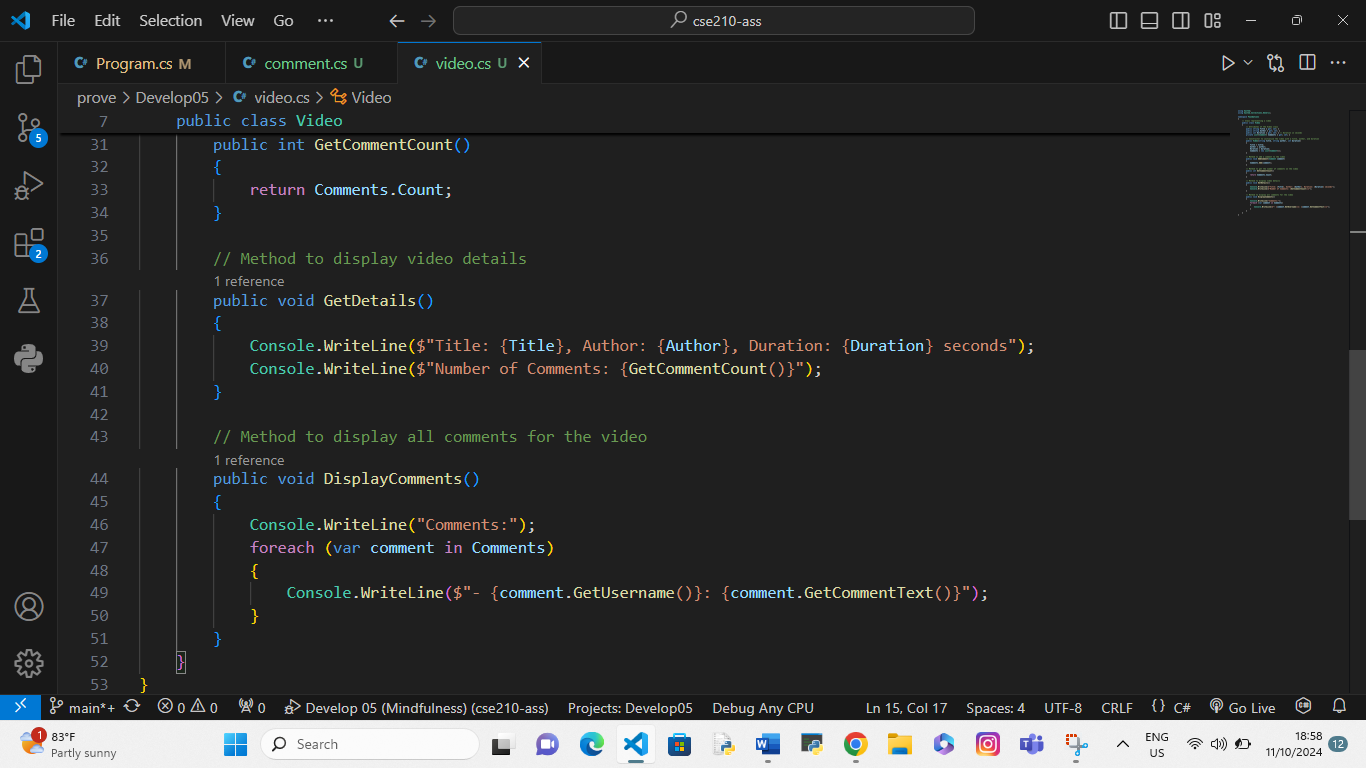 File Edit Selection View Go ··· cse210-ass
Program.cs M comment.cs U video.cs U
prove > Develop05 > video.cs > Video
7 public class Video
31 public int GetCommentCount()
32 {
33 return Comments.Count;
34 }
35
36 // Method to display video details
1 reference
37 public void GetDetails()
38 {
39 Console.WriteLine($"Title: {Title}, Author: {Author}, Duration: {Duration} seconds");
40 Console.WriteLine($"Number of Comments: {GetCommentCount()}");
41 }
42
43 // Method to display all comments for the video
1 reference
44 public void DisplayComments()
45 {
46 Console.WriteLine("Comments:");
47 foreach (var comment in Comments)
48 {
49 Console.WriteLine($"- {comment.GetUsername()}: {comment.GetCommentText()}");
50 }
51 }
52 }
53 }
5
2
main*+ 0 0 0 Develop 05 (Mindfulness) (cse210-ass) Projects: Develop05 Debug Any CPU Ln 15, Col 17 Spaces: 4 UTF-8 CRLF {} C# Go Live
1 83°F
Partly sunny
Search
ENG
US
18:58
11/10/2024
12